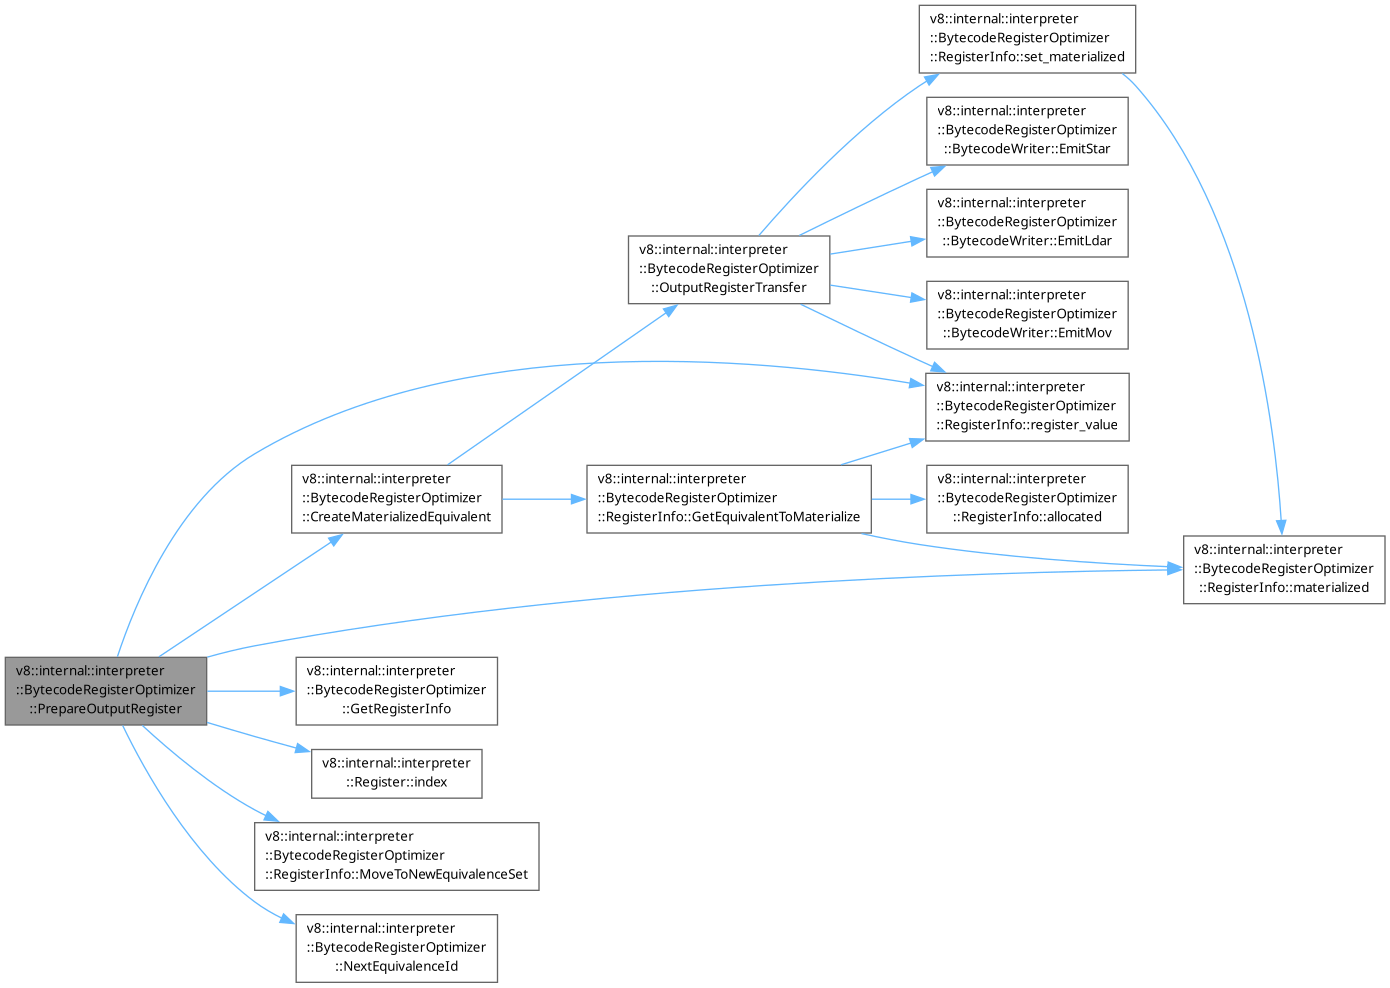 v8::internal::interpreter
::BytecodeRegisterOptimizer
::RegisterInfo::set_materialized
v8::internal::interpreter
::BytecodeRegisterOptimizer
::BytecodeWriter::EmitStar
v8::internal::interpreter
::BytecodeRegisterOptimizer
::BytecodeWriter::EmitLdar
v8::internal::interpreter
::BytecodeRegisterOptimizer
::OutputRegisterTransfer
v8::internal::interpreter
::BytecodeRegisterOptimizer
::BytecodeWriter::EmitMov
v8::internal::interpreter
::BytecodeRegisterOptimizer
::RegisterInfo::register_value
v8::internal::interpreter
::BytecodeRegisterOptimizer
::CreateMaterializedEquivalent
v8::internal::interpreter
::BytecodeRegisterOptimizer
::RegisterInfo::GetEquivalentToMaterialize
v8::internal::interpreter
::BytecodeRegisterOptimizer
::RegisterInfo::allocated
v8::internal::interpreter
::BytecodeRegisterOptimizer
::RegisterInfo::materialized
v8::internal::interpreter
::BytecodeRegisterOptimizer
::PrepareOutputRegister
v8::internal::interpreter
::BytecodeRegisterOptimizer
::GetRegisterInfo
v8::internal::interpreter
::Register::index
v8::internal::interpreter
::BytecodeRegisterOptimizer
::RegisterInfo::MoveToNewEquivalenceSet
v8::internal::interpreter
::BytecodeRegisterOptimizer
::NextEquivalenceId